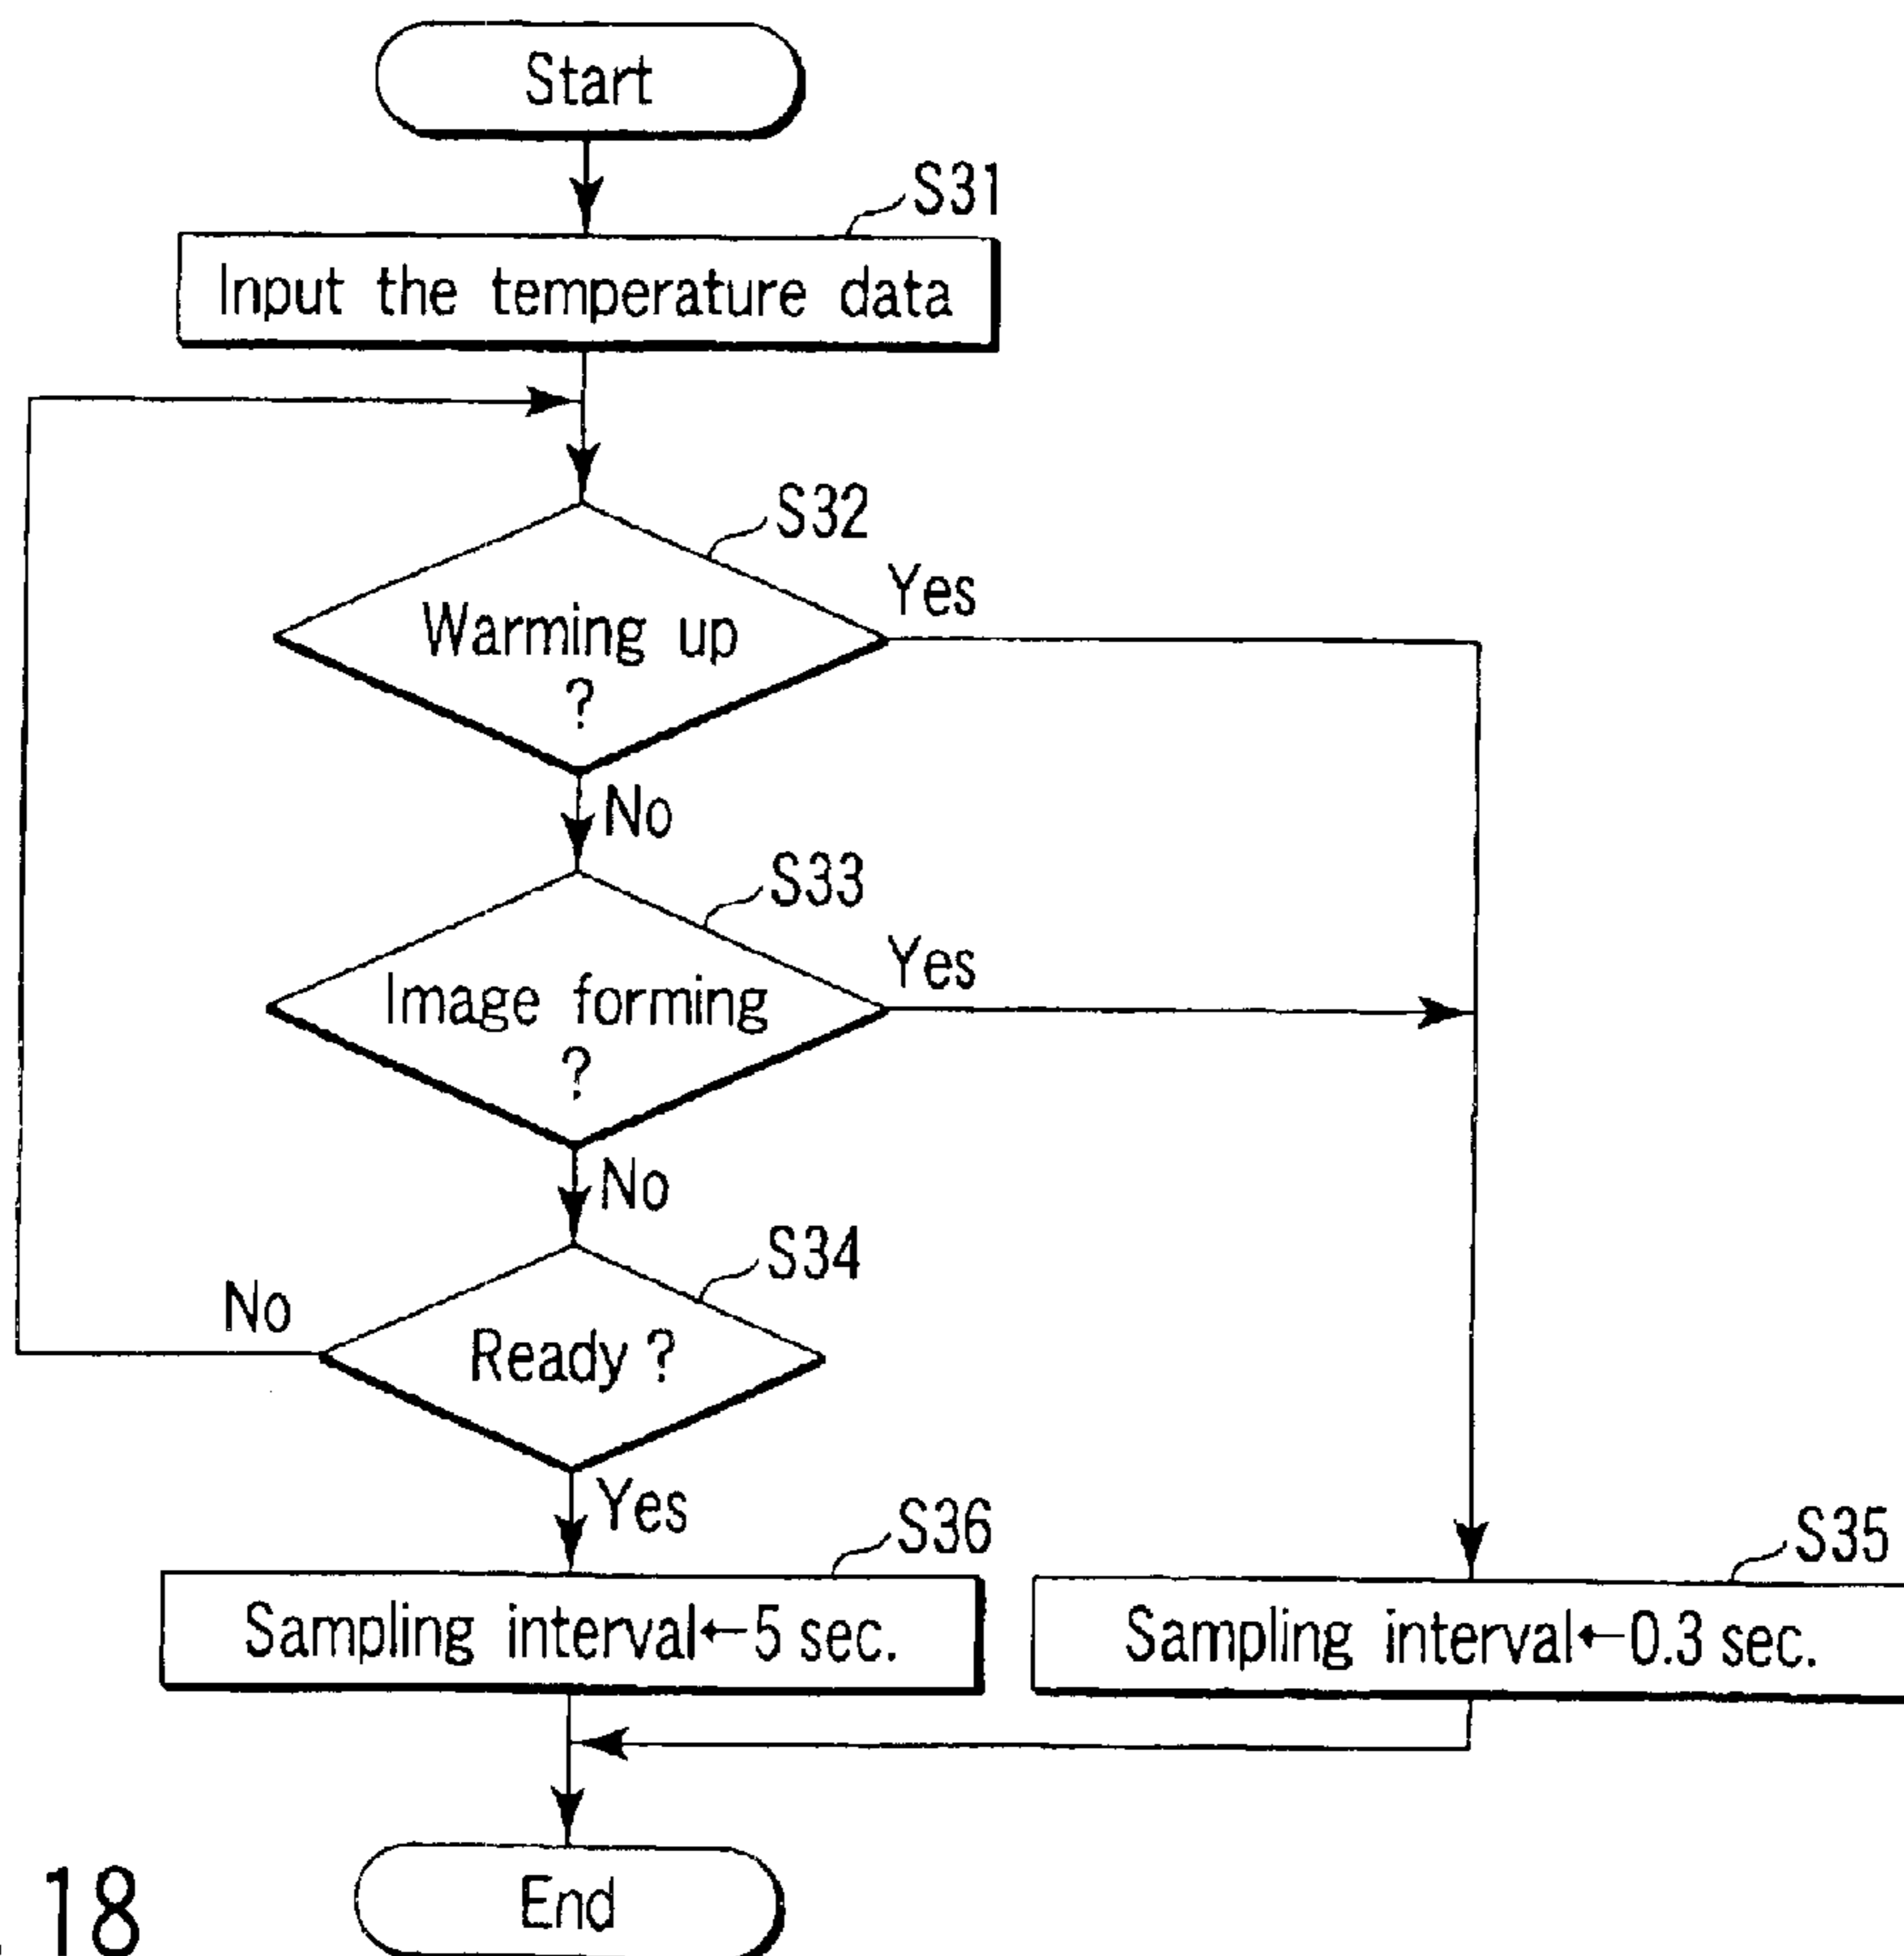 Start
S31
Input the temperature data
S32
Warming up
?
Yes
No
S33
Image forming
?
Yes
No
S34
Ready ?
No
Yes
S36
Sampling interval←5 sec.
S35
Sampling interval←0.3 sec.
End
18